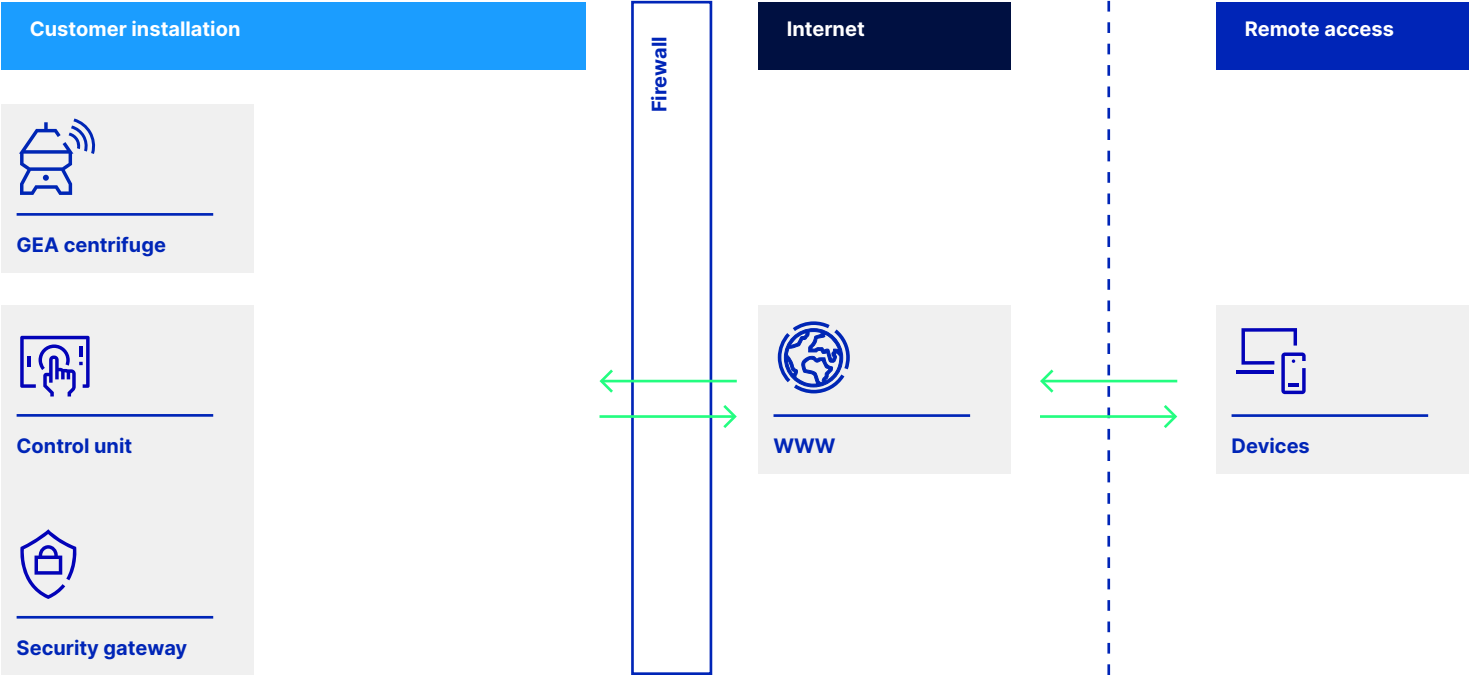 Customer installation
Firewall
Internet
Remote access
GEA centrifuge
Control unit
WWW
Devices
Security gateway